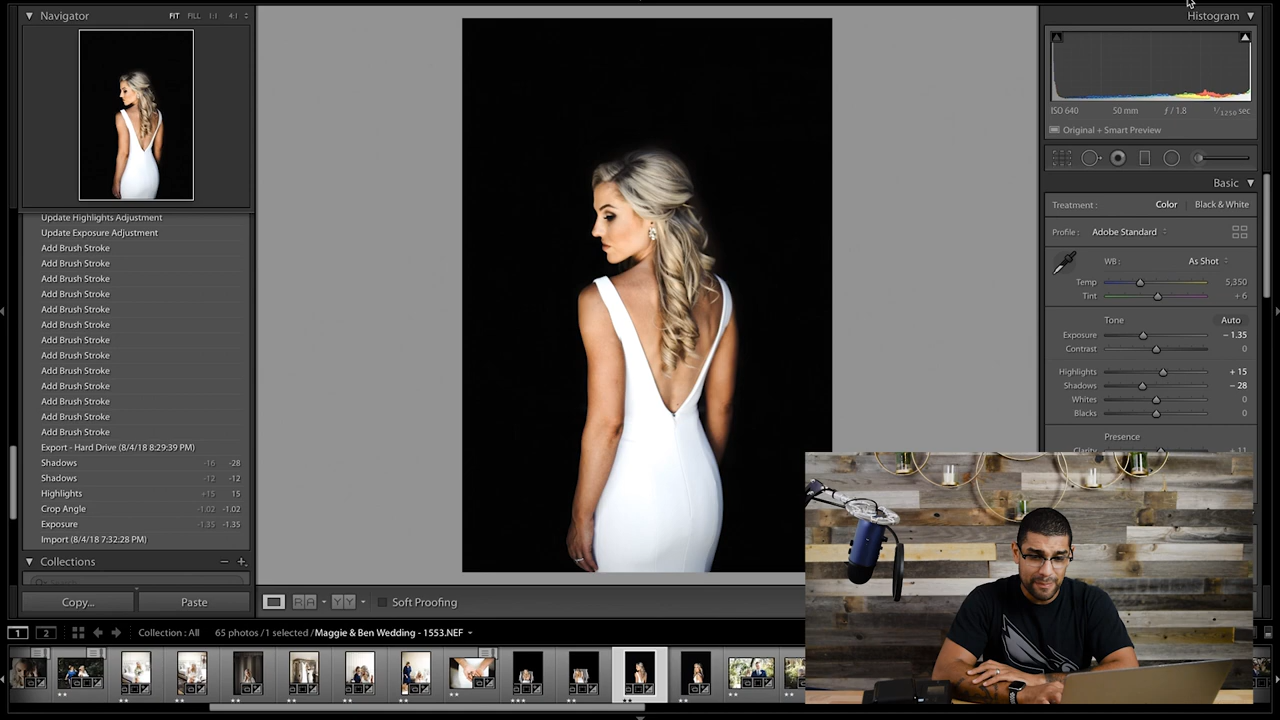 Navigator
FIT FILL 1:1 4:1
Update Highlights Adjustment
Update Exposure Adjustment
Add Brush Stroke
Add Brush Stroke
Add Brush Stroke
Add Brush Stroke
Add Brush Stroke
Add Brush Stroke
Add Brush Stroke
Add Brush Stroke
Add Brush Stroke
Add Brush Stroke
Add Brush Stroke
Add Brush Stroke
Add Brush Stroke
Export - Hard Drive (8/4/18 8:29:39 PM)
Shadows -16 -28
Shadows -12 -12
Highlights +15 15
Crop Angle -1.02 -1.02
Exposure -1.35 -1.35
Import (8/4/18 7:32:28 PM)
Collections
Copy... Paste
Soft Proofing
1 2 Collection : All 65 photos / 1 selected / Maggie & Ben Wedding - 1553.NEF
Histogram
ISO 640 50 mm ƒ / 1.8 1/1250 sec
Original + Smart Preview
Basic
Treatment : Color Black & White
Profile : Adobe Standard
WB : As Shot
Temp 5,350
Tint + 6
Tone Auto
Exposure − 1.35
Contrast 0
Highlights + 15
Shadows − 28
Whites 0
Blacks 0
Presence